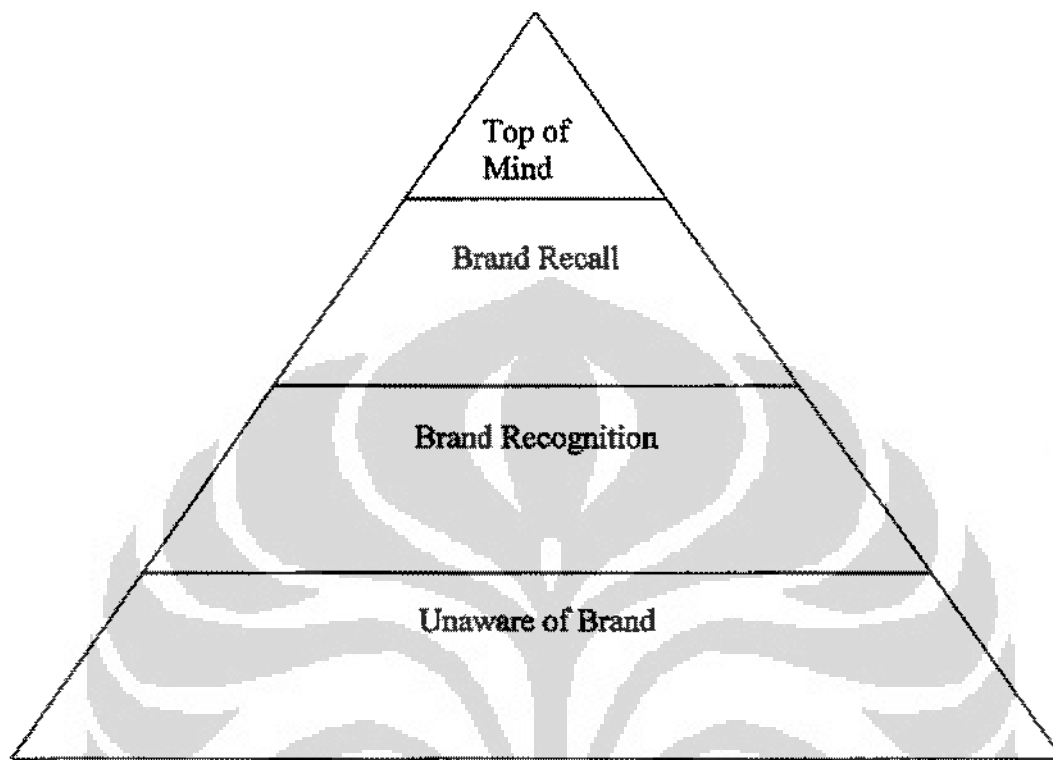 Top of
Mind
Brand Recall
Brand Recognition
Unaware of Brand